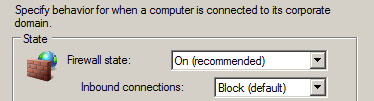 Specify behavior for when a computer is connected to its corporate
domain.
State
Firewall state: On (recommended)
Inbound connections: Block (default)